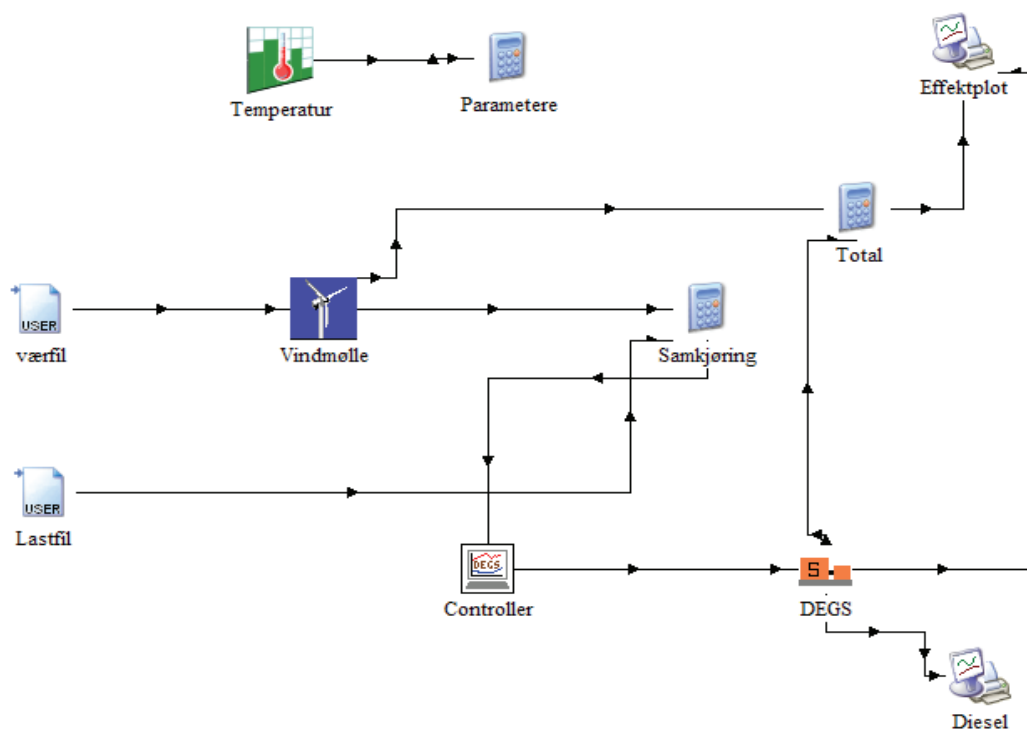 Temperatur
Parametere
Effektplot
Total
USER
værfil
Vindmølle
Samkjøring
USER
Lastfil
DEGS
Controller
S
DEGS
Diesel